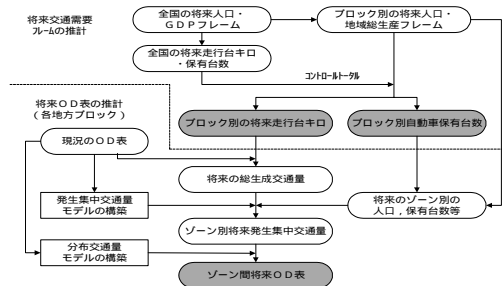 将来交通需要
フレームの推計
全国の将来人口・
GDPフレーム
ブロック別の将来人口・
地域総生産フレーム
全国の将来走行台キロ
・保有台数
コントロールトータル
将来OD表の推計
(各地方ブロック)
ブロック別の将来走行台キロ
ブロック別自動車保有台数
現況のOD表
将来の総生成交通量
発生集中交通量
モデルの構築
将来のゾーン別の
人口,保有台数等
ゾーン別将来発生集中交通量
分布交通量
モデルの構築
ゾーン間将来OD表